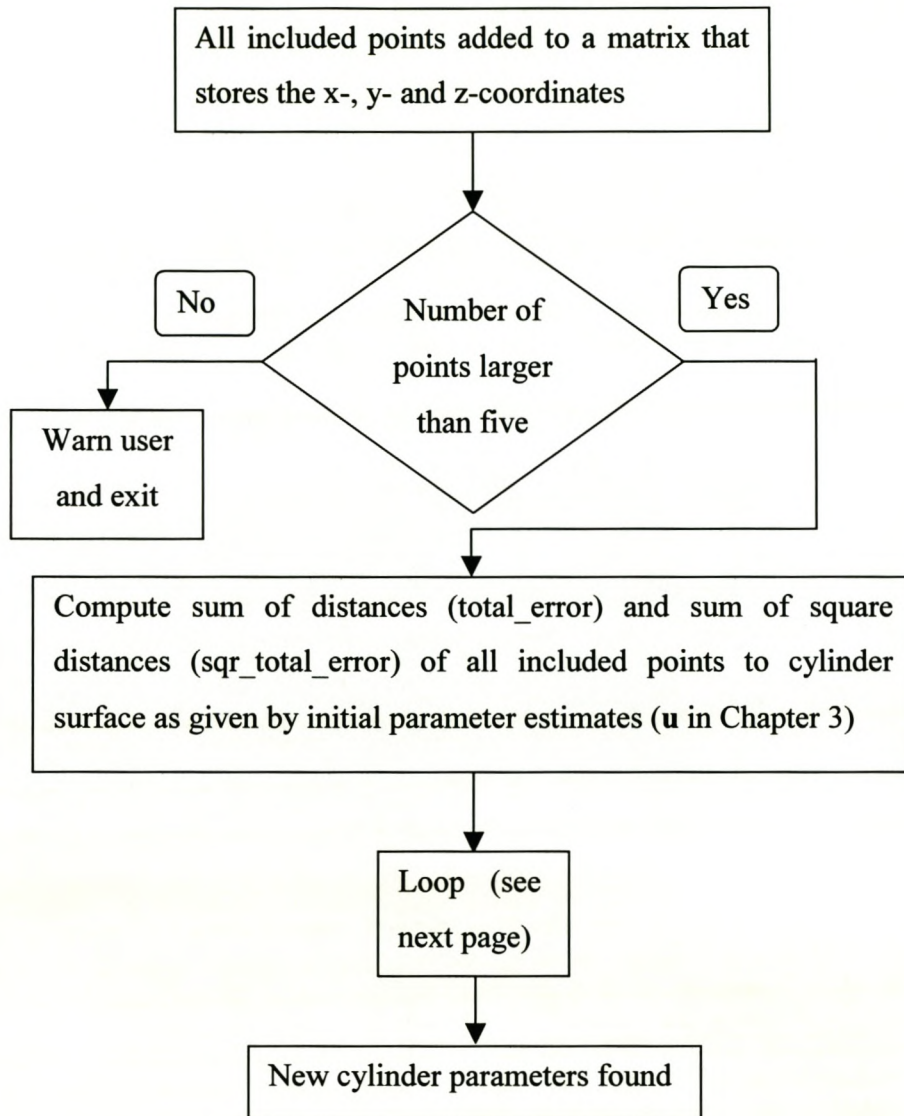 All included points added to a matrix that
stores the x-, y- and z-coordinates
No
Yes
Number of
points larger
than five
Warn user
and exit
Compute sum of distances (total_error) and sum of square
distances (sqr_total_error) of all included points to cylinder
surface as given by initial parameter estimates (u in Chapter 3)
Loop (see
next page)
New cylinder parameters found